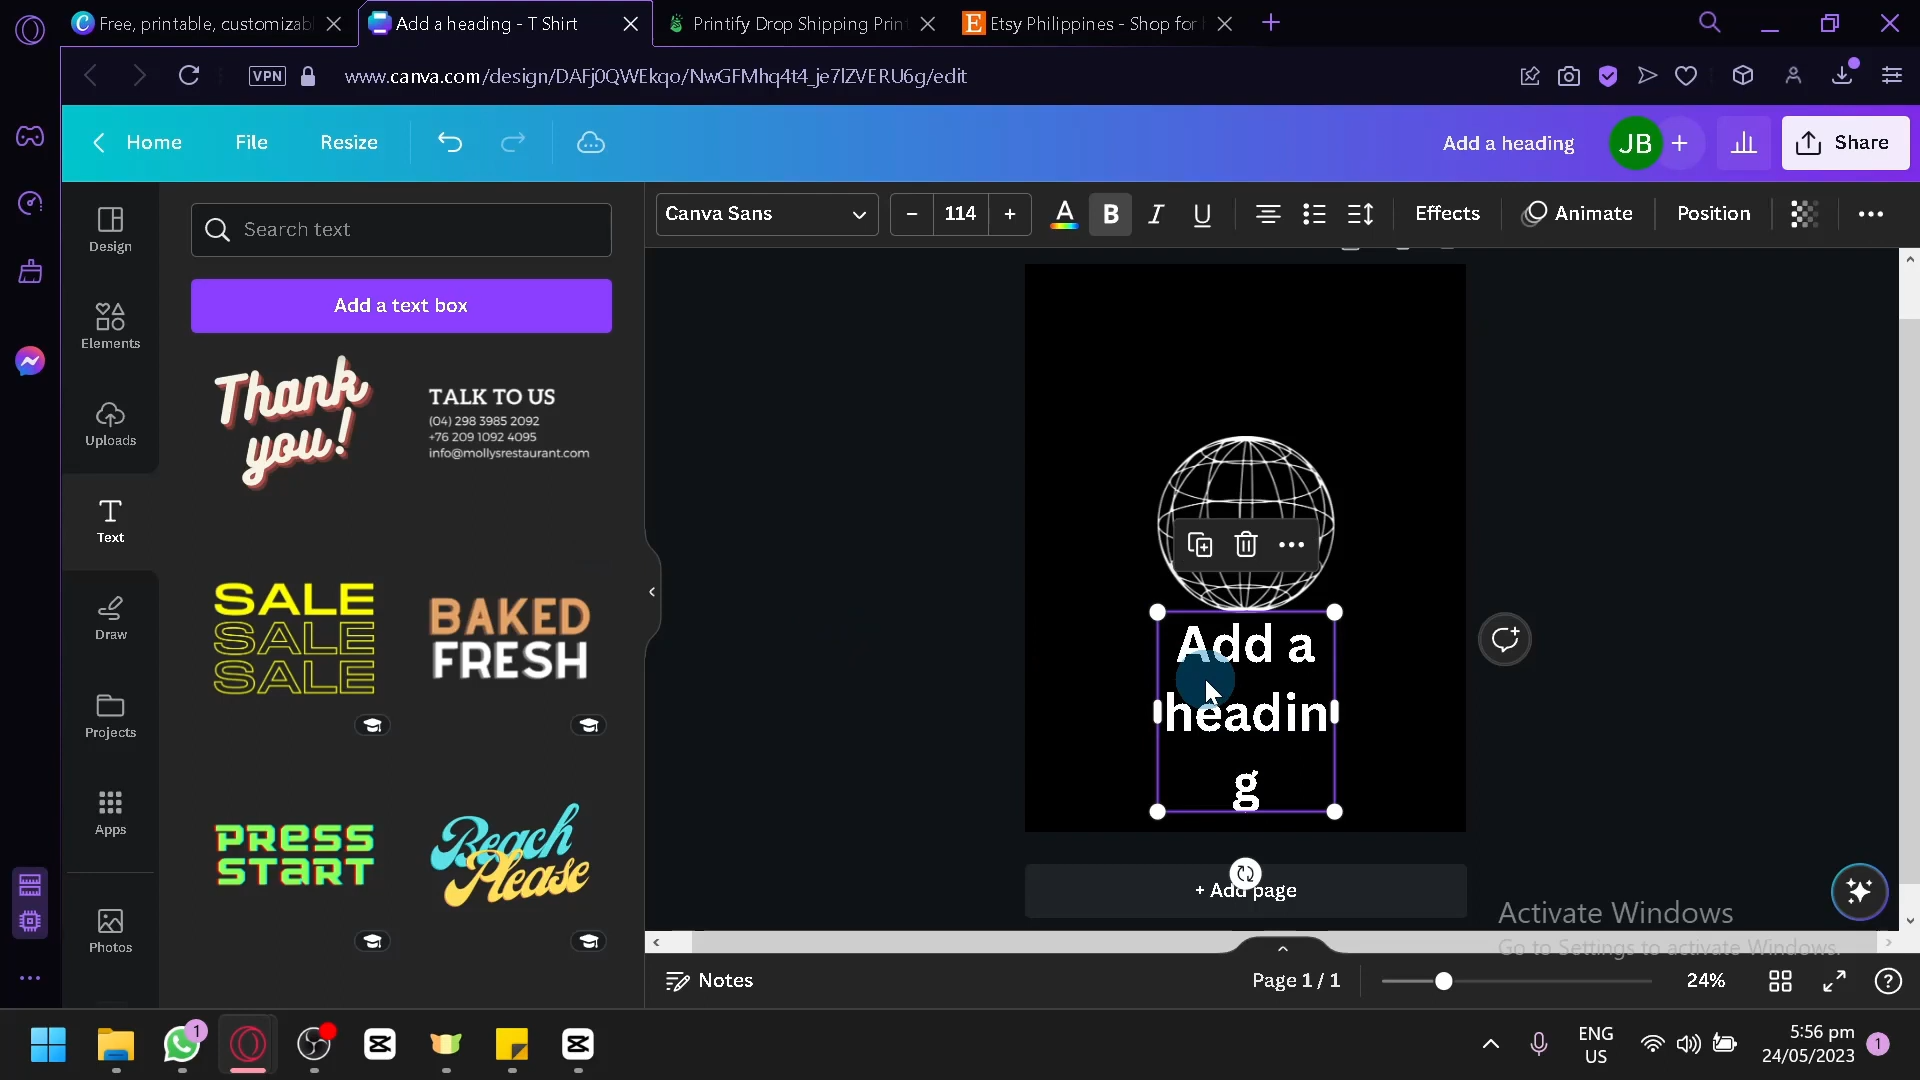 Free, printable, customizabl
Add a heading - T Shirt
Printify Drop Shipping Print
Etsy Philippines - Shop for
VPN
www.canva.com/design/DAFj0QWEkqo/NwGFMhq4t4_je7lZVERU6g/edit
Home
File
Resize
Add a heading
JB
Share
Canva Sans
114
A
B
I
U
Effects
Animate
Position
Search text
Add a text box
Design
Elements
Uploads
Text
Draw
Projects
Apps
Photos
Thank
you!
TALK TO US
(04) 298 3985 2092
+76 209 1092 4095
info@mollysrestaurant.com
SALE
SALE
SALE
BAKED
FRESH
PRESS
START
Beach
Please
Add a
headin
g
+ Add page
Activate Windows
Go to Settings to activate Windows.
Notes
Page 1 / 1
24%
1
ENG
US
5:56 pm
24/05/2023
1